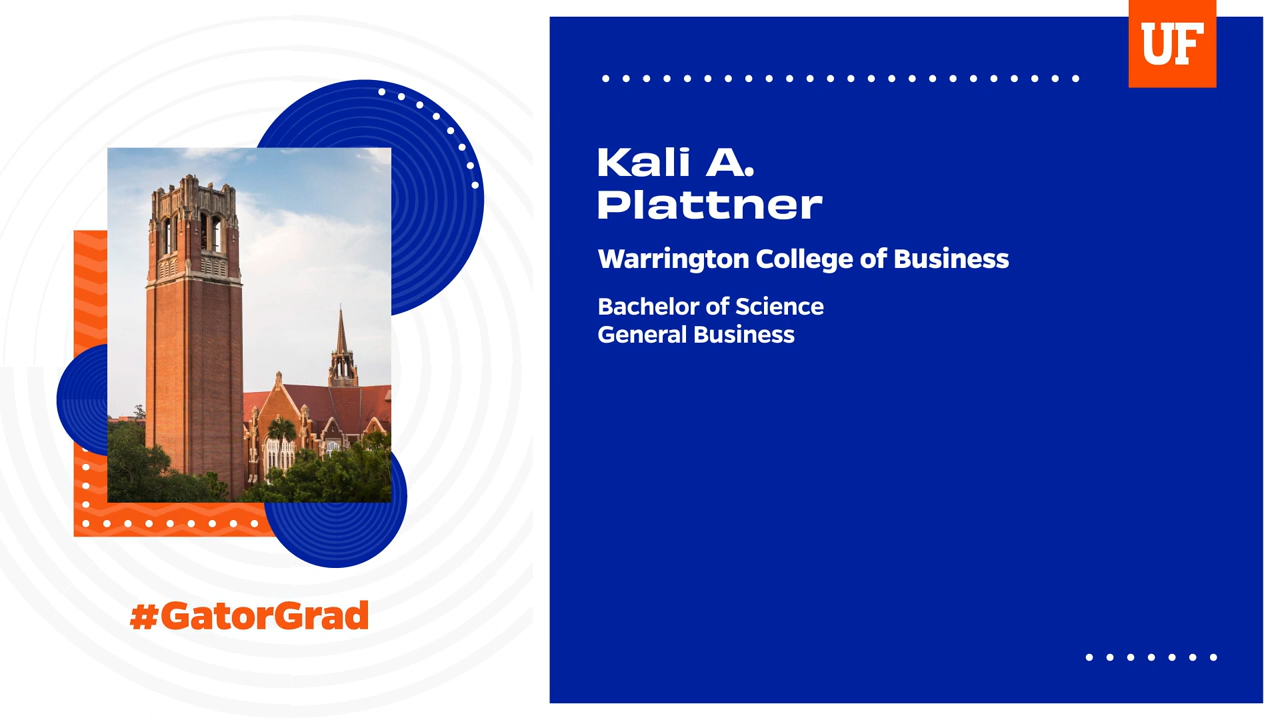 UF
Kali A.
Plattner
Warrington College of Business
Bachelor of Science
General Business
#GatorGrad